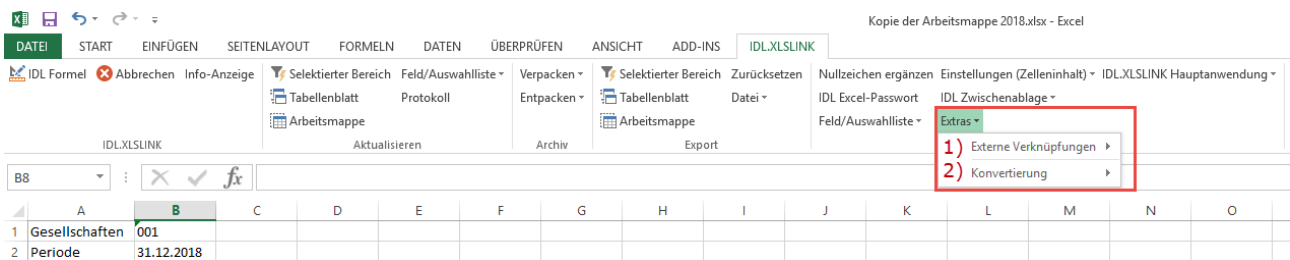 Kopie der Arbeitsmappe 2018.xlsx - Excel
DATEI START EINFÜGEN SEITENLAYOUT FORMELN DATEN ÜBERPRÜFEN ANSICHT ADD-INS IDL.XLSLINK
IDL Formel Abbrechen Info-Anzeige Selektierter Bereich Feld/Auswahlliste Verpacken Selektierter Bereich Zurücksetzen Nullzeichen ergänzen Einstellungen (Zelleninhalt) IDL.XLSLINK Hauptanwendung
Tabellenblatt Protokoll Entpacken Tabellenblatt Datei IDL Excel-Passwort IDL Zwischenablage
Arbeitsmappe Arbeitsmappe Feld/Auswahlliste Extras
IDL.XLSLINK Aktualisieren Archiv Export
1) Externe Verknüpfungen
2) Konvertierung
B8 fx
A B C D E F G H I J K L M N O
1 Gesellschaften 001
2 Periode 31.12.2018